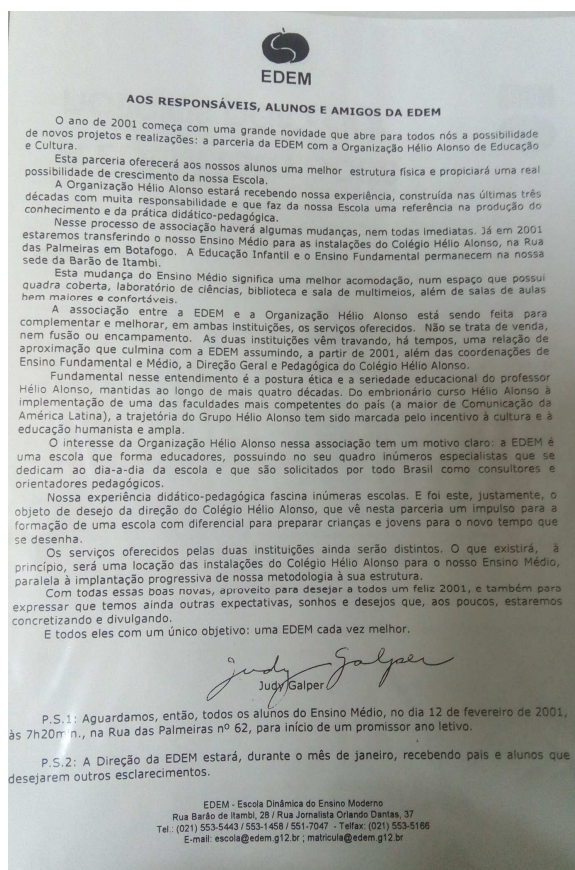 EDEM
AOS RESPONSÁVEIS, ALUNOS E AMIGOS DA EDEM
O ano de 2001 começa com uma grande novidade que abre para todos nós a possibilidade
de novos projetos e realizações: a parceria da EDEM com a Organização Hélio Alonso de Educação
e Cultura.
Esta parceria oferecerá aos nossos alunos uma melhor estrutura física e propiciará uma real
possibilidade de crescimento da nossa Escola.
A Organização Hélio Alonso estará recebendo nossa experiência, construída nas últimas três
décadas com muita responsabilidade e que faz da nossa Escola uma referência na produção do
conhecimento e da prática didático-pedagógica.
Nesse processo de associação haverá algumas mudanças, nem todas imediatas. Já em 2001
estaremos transferindo o nosso Ensino Médio para as instalações do Colégio Hélio Alonso, na Rua
das Palmeiras em Botafogo. A Educação Infantil e o Ensino Fundamental permanecem na nossa
sede da Barão de Itambi.
Esta mudança do Ensino Médio significa uma melhor acomodação, num espaço que possui
quadra coberta, laboratório de ciências, biblioteca e sala de multimeios, além de salas de aulas
bem maiores e confortáveis.
A associação entre a EDEM e a Organização Hélio Alonso está sendo feita para
complementar e melhorar, em ambas instituições, os serviços oferecidos. Não se trata de venda,
nem fusão ou encampamento. As duas instituições vêm travando, há tempos, uma relação de
aproximação que culmina com a EDEM assumindo, a partir de 2001, além das coordenações de
Ensino Fundamental e Médio, a Direção Geral e Pedagógica do Colégio Hélio Alonso.
Fundamental nesse entendimento é a postura ética e a seriedade educacional do professor
Hélio Alonso, mantidas ao longo de mais quatro décadas. Do embrionário curso Hélio Alonso à
implementação de uma das faculdades mais competentes do país (a maior de Comunicação da
América Latina), a trajetória do Grupo Hélio Alonso tem sido marcada pelo incentivo à cultura e à
educação humanista e ampla.
O interesse da Organização Hélio Alonso nessa associação tem um motivo claro: a EDEM é
uma escola que forma educadores, possuindo no seu quadro inúmeros especialistas que se
dedicam ao dia-a-dia da escola e que são solicitados por todo Brasil como consultores e
orientadores pedagógicos.
Nossa experiência didático-pedagógica fascina inúmeras escolas. E foi este, justamente, o
objeto de desejo da direção do Colégio Hélio Alonso, que vê nesta parceria um impulso para a
formação de uma escola com diferencial para preparar crianças e jovens para o novo tempo que
se desenha.
Os serviços oferecidos pelas duas instituições ainda serão distintos. O que existirá, à
princípio, será uma locação das instalações do Colégio Hélio Alonso para o nosso Ensino Médio,
paralela à implantação progressiva de nossa metodologia à sua estrutura.
Com todas essas boas novas, aproveito para desejar a todos um feliz 2001, e também para
expressar que temos ainda outras expectativas, sonhos e desejos que, aos poucos, estaremos
concretizando e divulgando.
E todos eles com um único objetivo: uma EDEM cada vez melhor.
Judy Galper
Judy Galper
P.S.1: Aguardamos, então, todos os alunos do Ensino Médio, no dia 12 de fevereiro de 2001,
às 7h20min., na Rua das Palmeiras nº 62, para início de um promissor ano letivo.
P.S.2: A Direção da EDEM estará, durante o mês de janeiro, recebendo pais e alunos que
desejarem outros esclarecimentos.
EDEM - Escola Dinâmica do Ensino Moderno
Rua Barão de Itambi, 28 / Rua Jornalista Orlando Dantas, 37
Tel.: (021) 553-5443 / 553-1458 / 551-7047 - Telfax: (021) 553-5166
E-mail: escola@edem.g12.br ; matricula@edem.g12.br